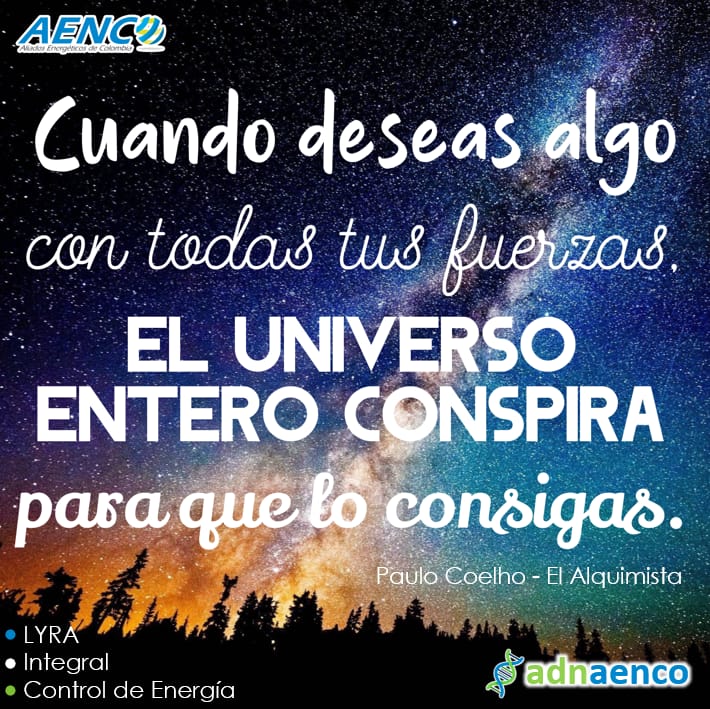 AENCO
Aliados Energéticos de Colombia
Cuando deseas algo
con todas tus fuerzas,
EL UNIVERSO
ENTERO CONSPIRA
para que lo consigas.
Paulo Coelho - El Alquimista
LYRA
Integral
Control de Energía
adnaenco